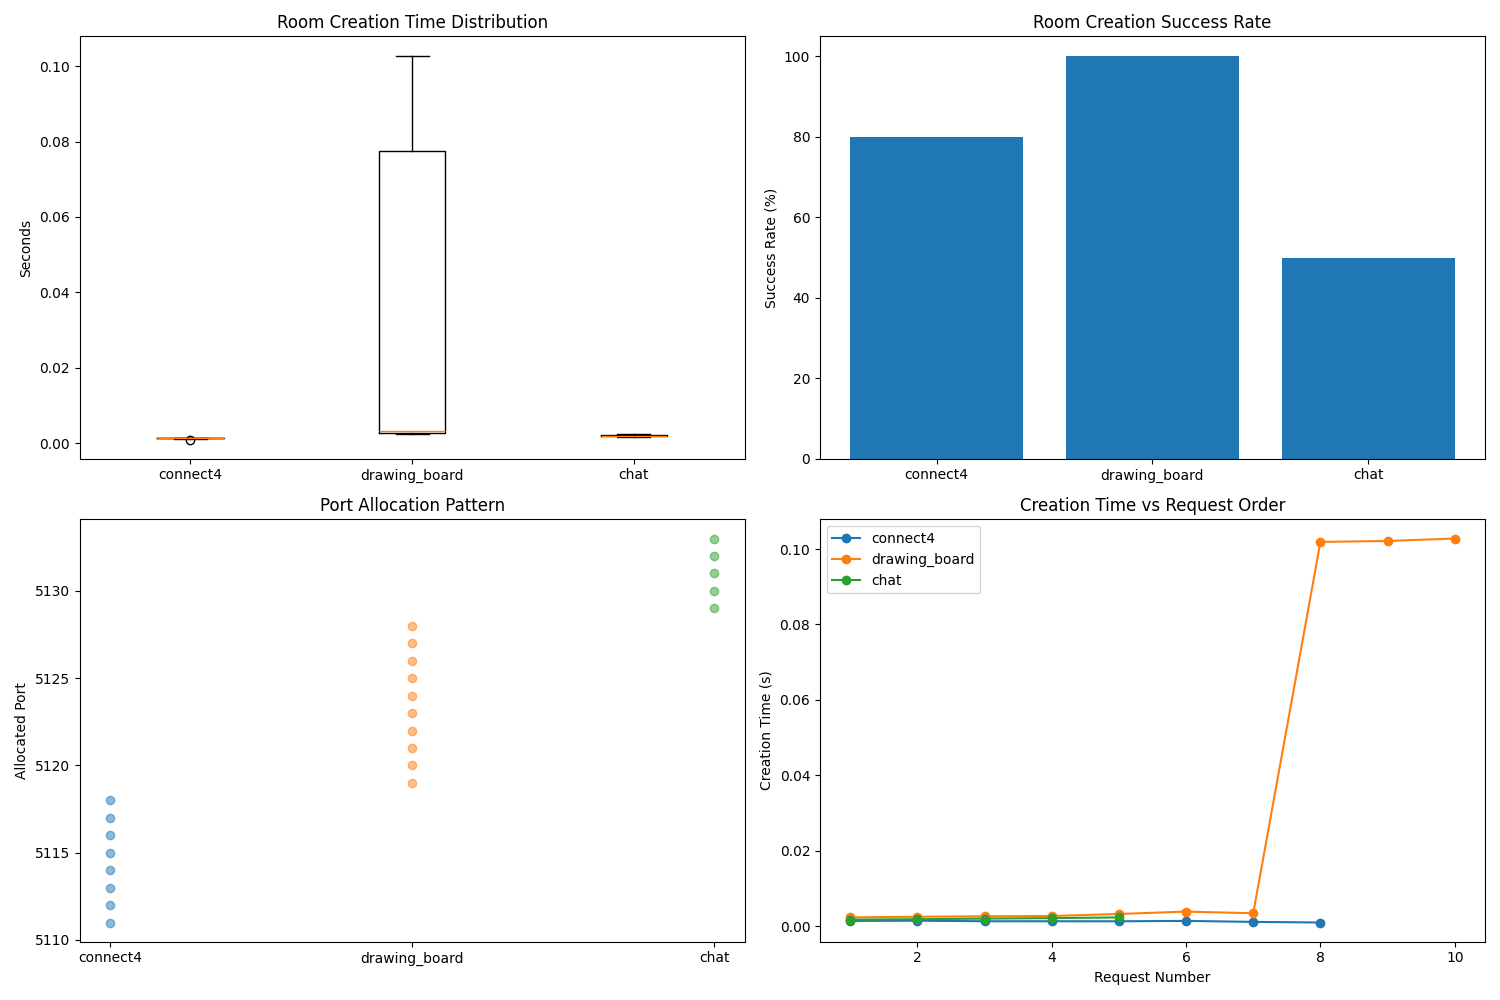 Room Creation Time Distribution
Seconds
0.10
0.08
0.06
0.04
0.02
0.00
connect4 drawing_board chat
Room Creation Success Rate
Success Rate (%)
100
80
60
40
20
0
connect4 drawing_board chat
Port Allocation Pattern
Allocated Port
5130
5125
5120
5115
5110
connect4 drawing_board chat
Creation Time vs Request Order
connect4
drawing_board
chat
Creation Time (s)
0.10
0.08
0.06
0.04
0.02
0.00
2 4 6 8 10
Request Number